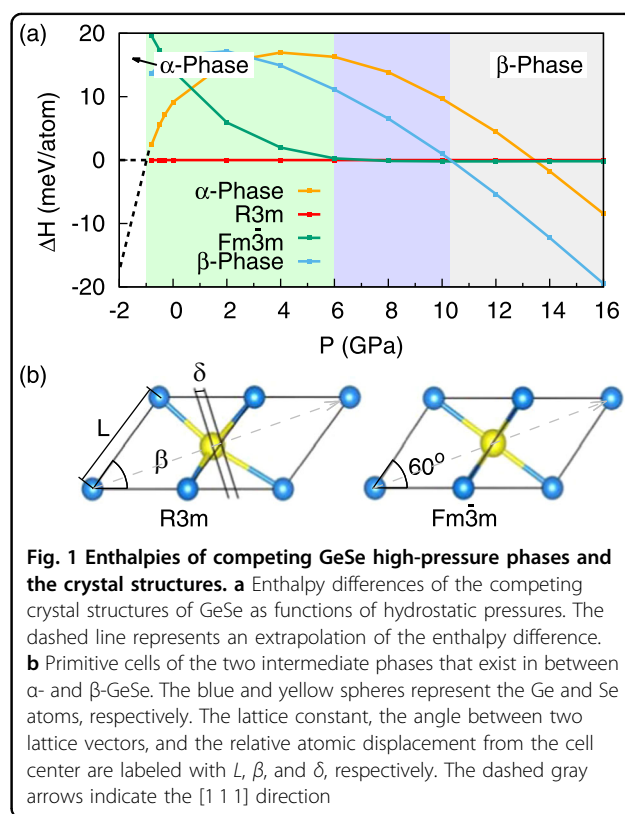 (a)
20
10
0
-10
-20
ΔH (meV/atom)
α-Phase
β-Phase
α-Phase
R3m
Fm3̄m
β-Phase
-2 0 2 4 6 8 10 12 14 16
P (GPa)
(b)
δ
L
β
60°
R3m
Fm3̄m
Fig. 1 Enthalpies of competing GeSe high-pressure phases and
the crystal structures. a Enthalpy differences of the competing
crystal structures of GeSe as functions of hydrostatic pressures. The
dashed line represents an extrapolation of the enthalpy difference.
b Primitive cells of the two intermediate phases that exist in between
α- and β-GeSe. The blue and yellow spheres represent the Ge and Se
atoms, respectively. The lattice constant, the angle between two
lattice vectors, and the relative atomic displacement from the cell
center are labeled with L, β, and δ, respectively. The dashed gray
arrows indicate the [1 1 1] direction